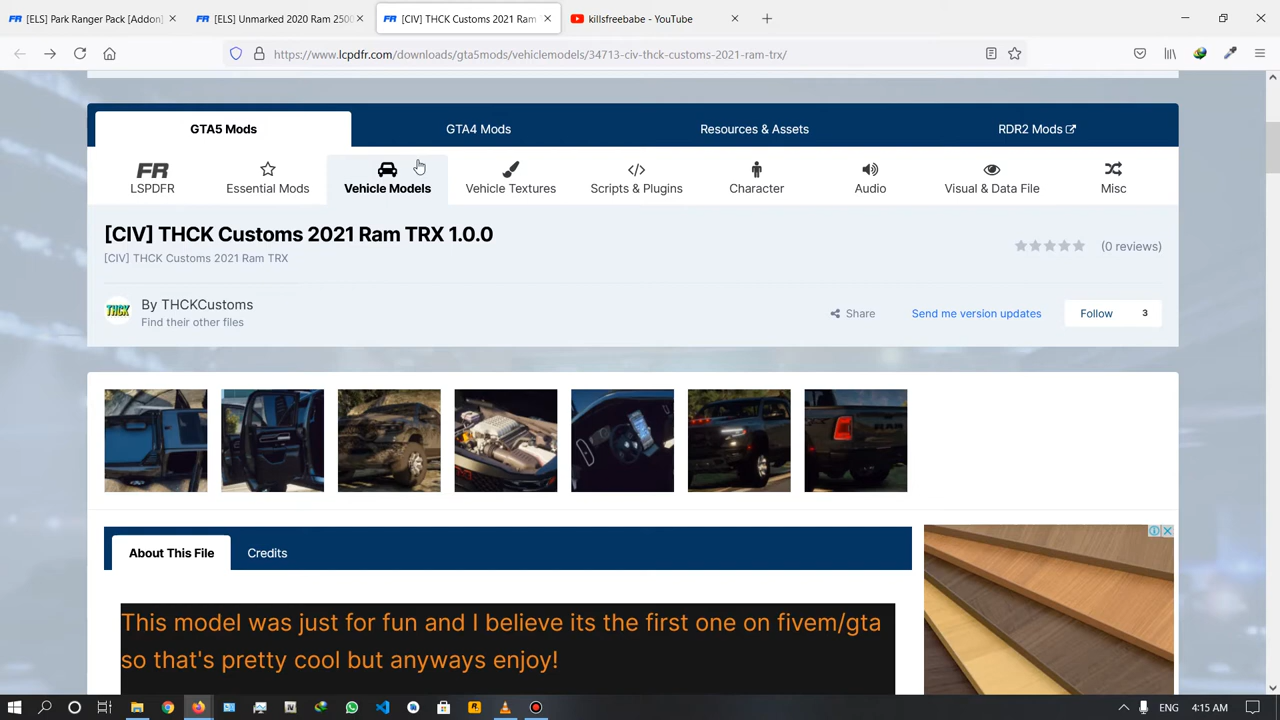 [ELS] Park Ranger Pack [Addon]
[ELS] Unmarked 2020 Ram 2500
[CIV] THCK Customs 2021 Ram
killsfreebabe - YouTube
https://www.lcpdfr.com/downloads/gta5mods/vehiclemodels/34713-civ-thck-customs-2021-ram-trx/
GTA5 Mods
GTA4 Mods
Resources & Assets
RDR2 Mods
FR
LSPDFR
Essential Mods
Vehicle Models
Vehicle Textures
Scripts & Plugins
Character
Audio
Visual & Data File
Misc
[CIV] THCK Customs 2021 Ram TRX 1.0.0
[CIV] THCK Customs 2021 Ram TRX
(0 reviews)
THCK
By THCKCustoms
Find their other files
Share
Send me version updates
Follow 3
About This File
Credits
This model was just for fun and I believe its the first one on fivem/gta
so that's pretty cool but anyways enjoy!
ENG
4:15 AM